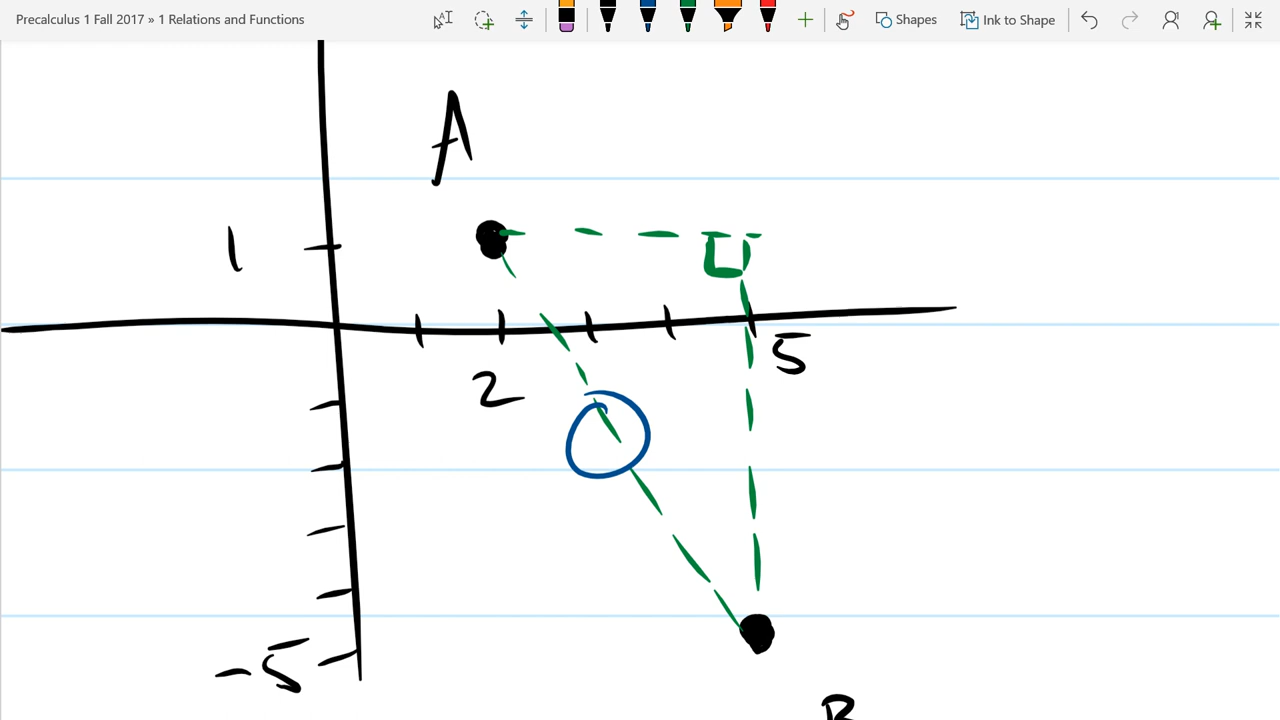 Precalculus 1 Fall 2017 » 1 Relations and Functions
Shapes
Ink to Shape
A
1
5
2
-5
B